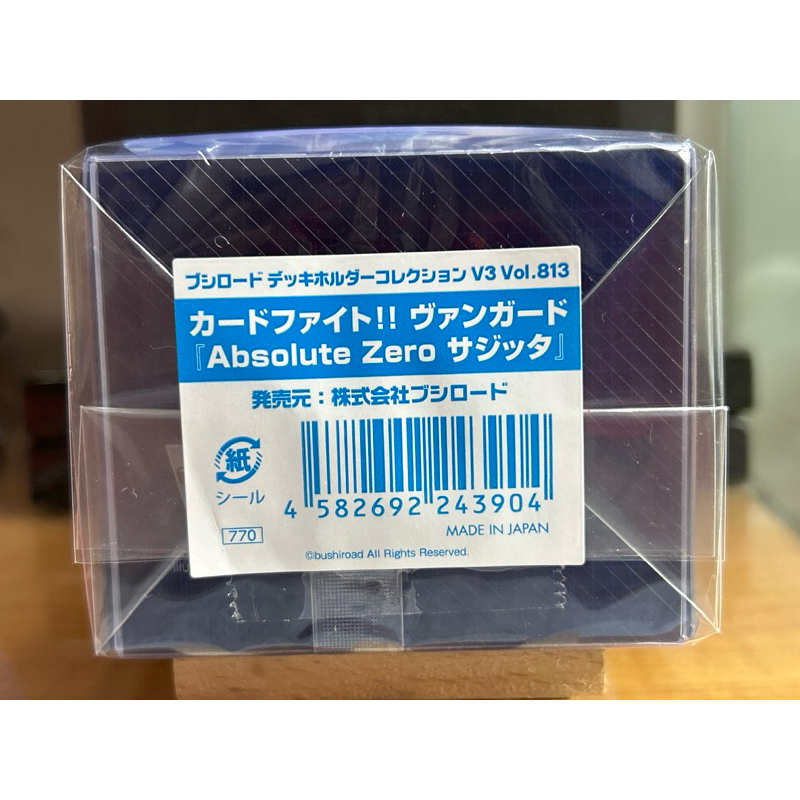 ブシロード デッキホルダーコレクション V3 Vol.813
カードファイト!! ヴァンガード
『Absolute Zero サジッタ』
発売元：株式会社ブシロード
紙
シール
4 582692 243904
770
MADE IN JAPAN
©bushiroad All Rights Reserved.